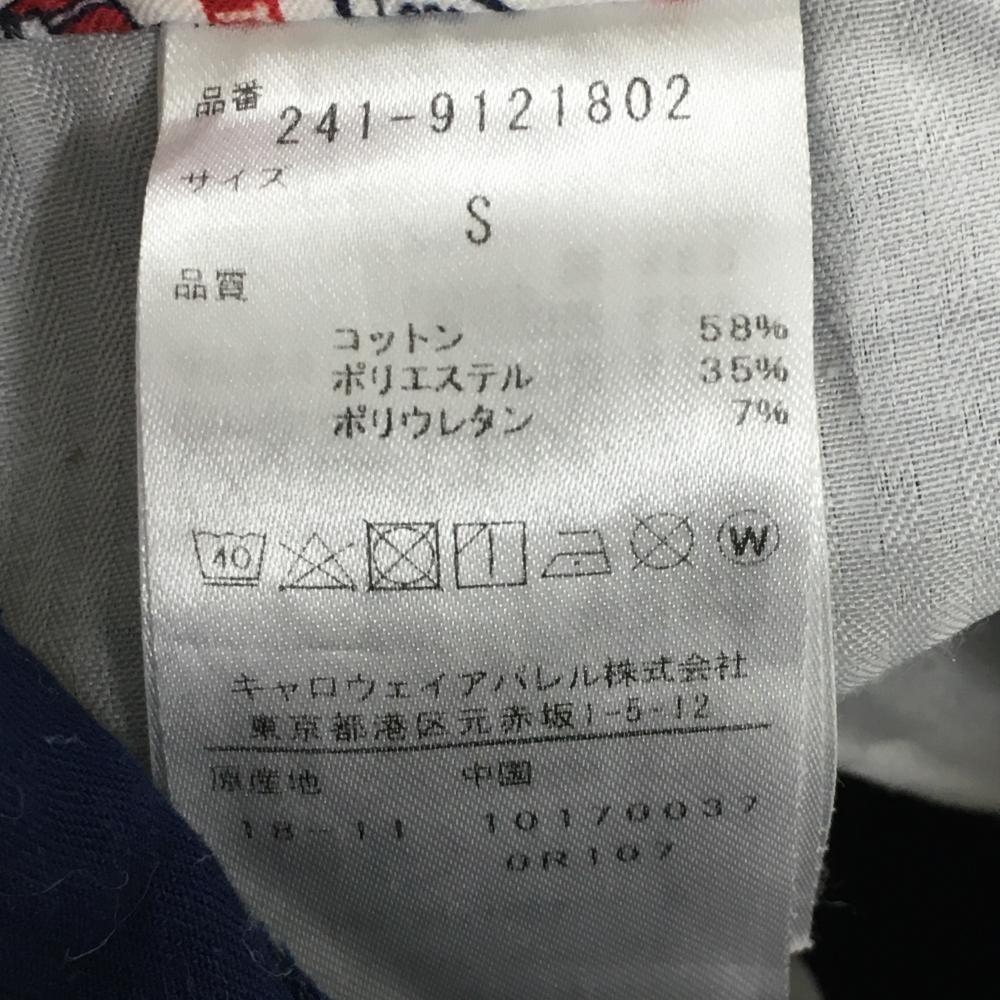 品番 241-9121802
サイズ
S
品質
コットン 58%
ポリエステル 35%
ポリウレタン 7%
40 W
キャロウェイアパレル株式会社
東京都港区元赤坂1-5-12
原産地 中国
18-11 10170037
0R107